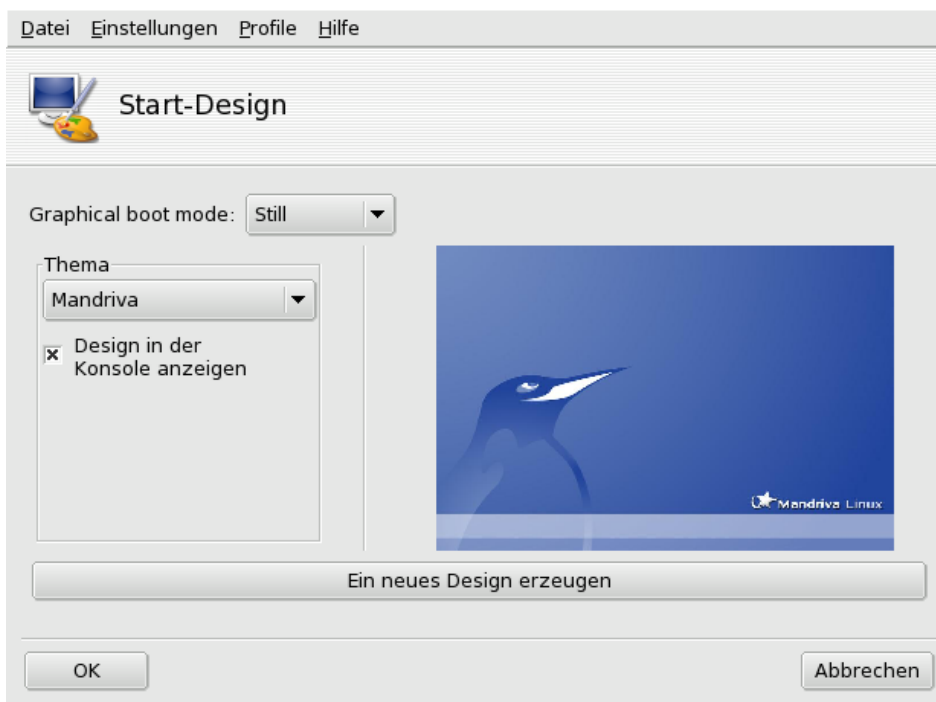 Datei Einstellungen Profile Hilfe
Start-Design
Graphical boot mode: Still
Thema
Mandriva
Design in der
Konsole anzeigen
Mandriva Linux
Ein neues Design erzeugen
OK Abbrechen